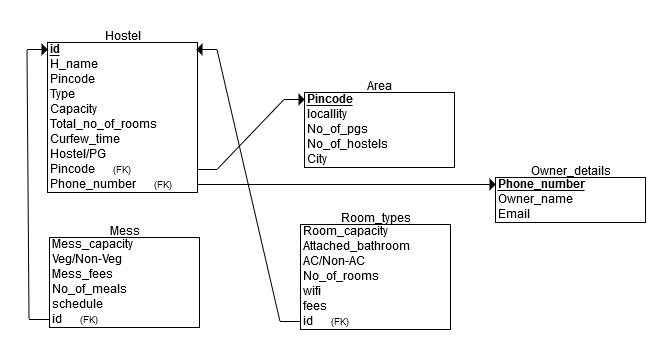 Hostel
id
H_name
Pincode
Type
Capacity
Total_no_of_rooms
Curfew_time
Hostel/PG
Pincode (FK)
Phone_number (FK)
Area
Pincode
locallity
No_of_pgs
No_of_hostels
City
Owner_details
Phone_number
Owner_name
Email
Mess
Mess_capacity
Veg/Non-Veg
Mess_fees
No_of_meals
schedule
id (FK)
Room_types
Room_capacity
Attached_bathroom
AC/Non-AC
No_of_rooms
wifi
fees
id (FK)